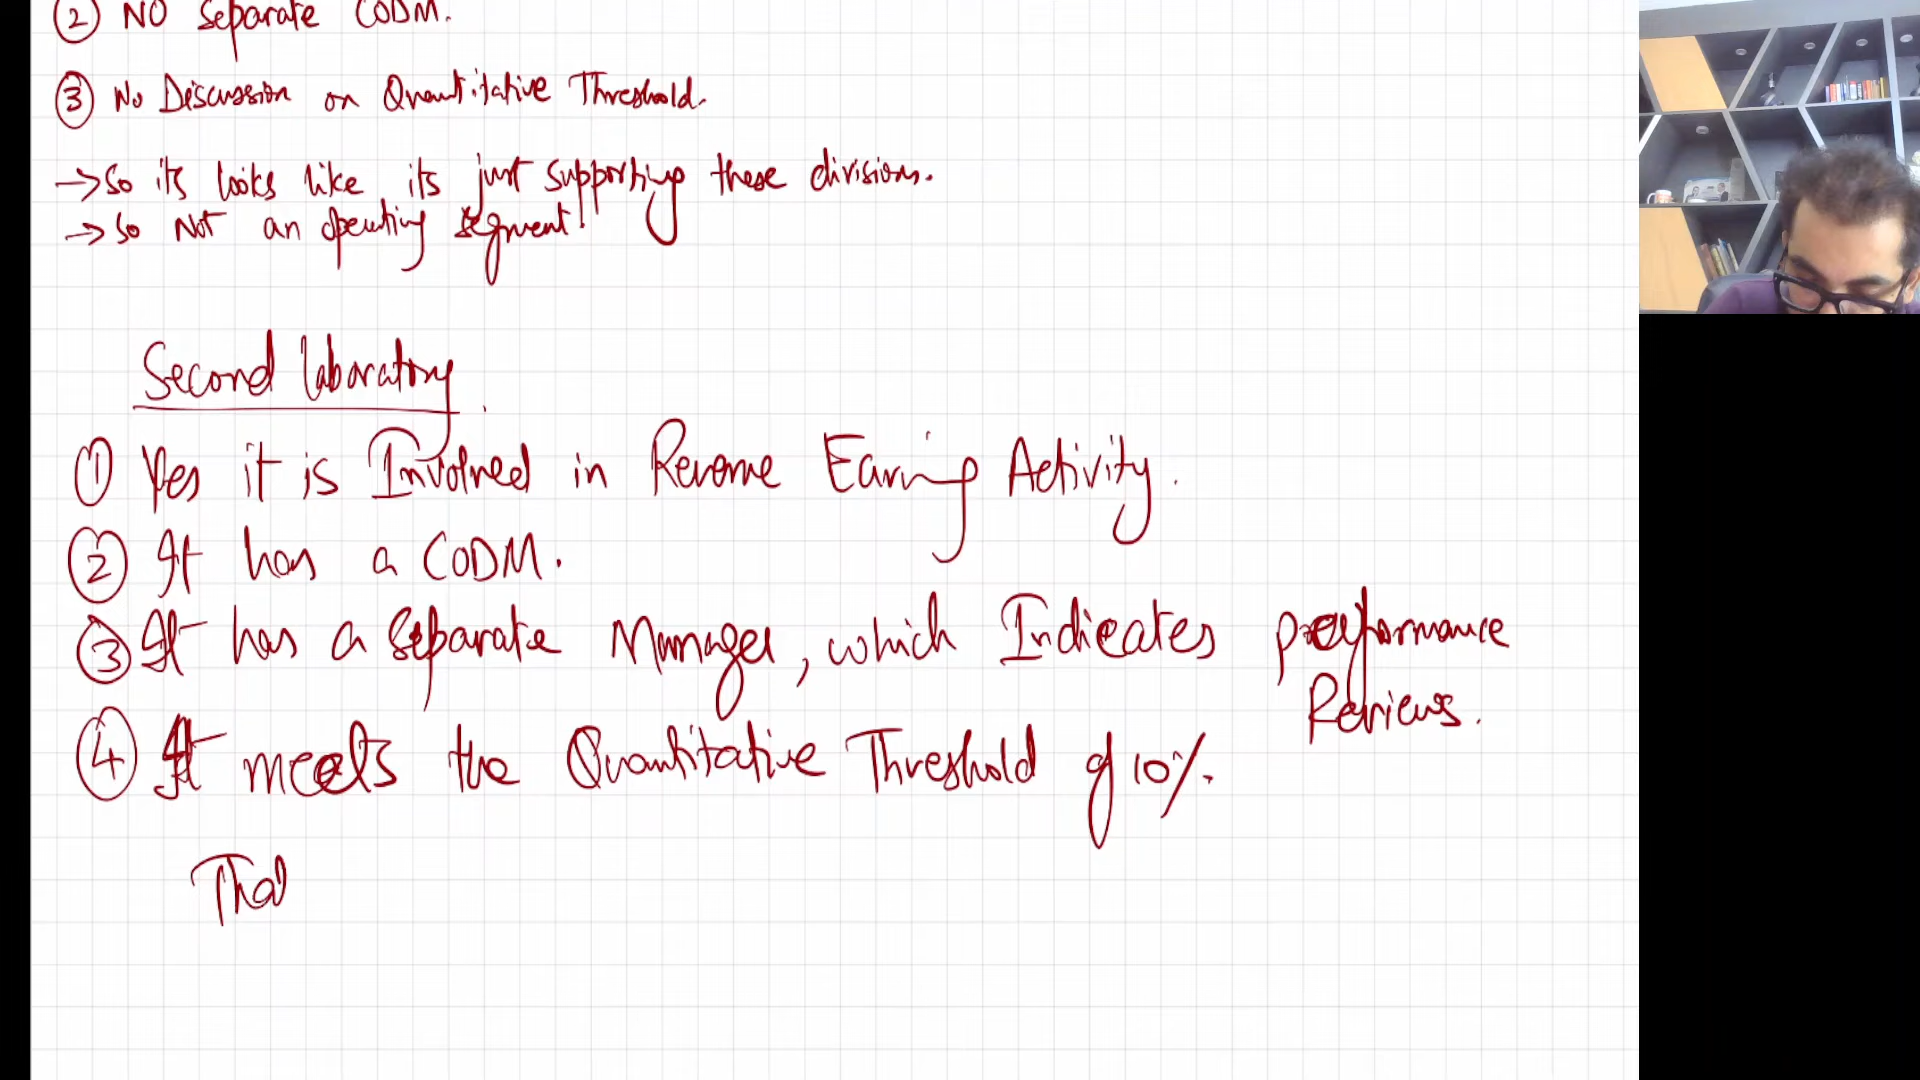 ② NO Separate CODM.
③ No Discussion on Quantitative Threshold.
→ So its looks like its just supporting these divisions.
→ So Not an operating segment!
Second laboratory
① Yes it is Involved in Revenue Earning Activity.
② It has a CODM.
③ It has a Separate Manager, which Indicates performance
Reviews.
④ It meets the Quantitative Threshold of 10%.
That